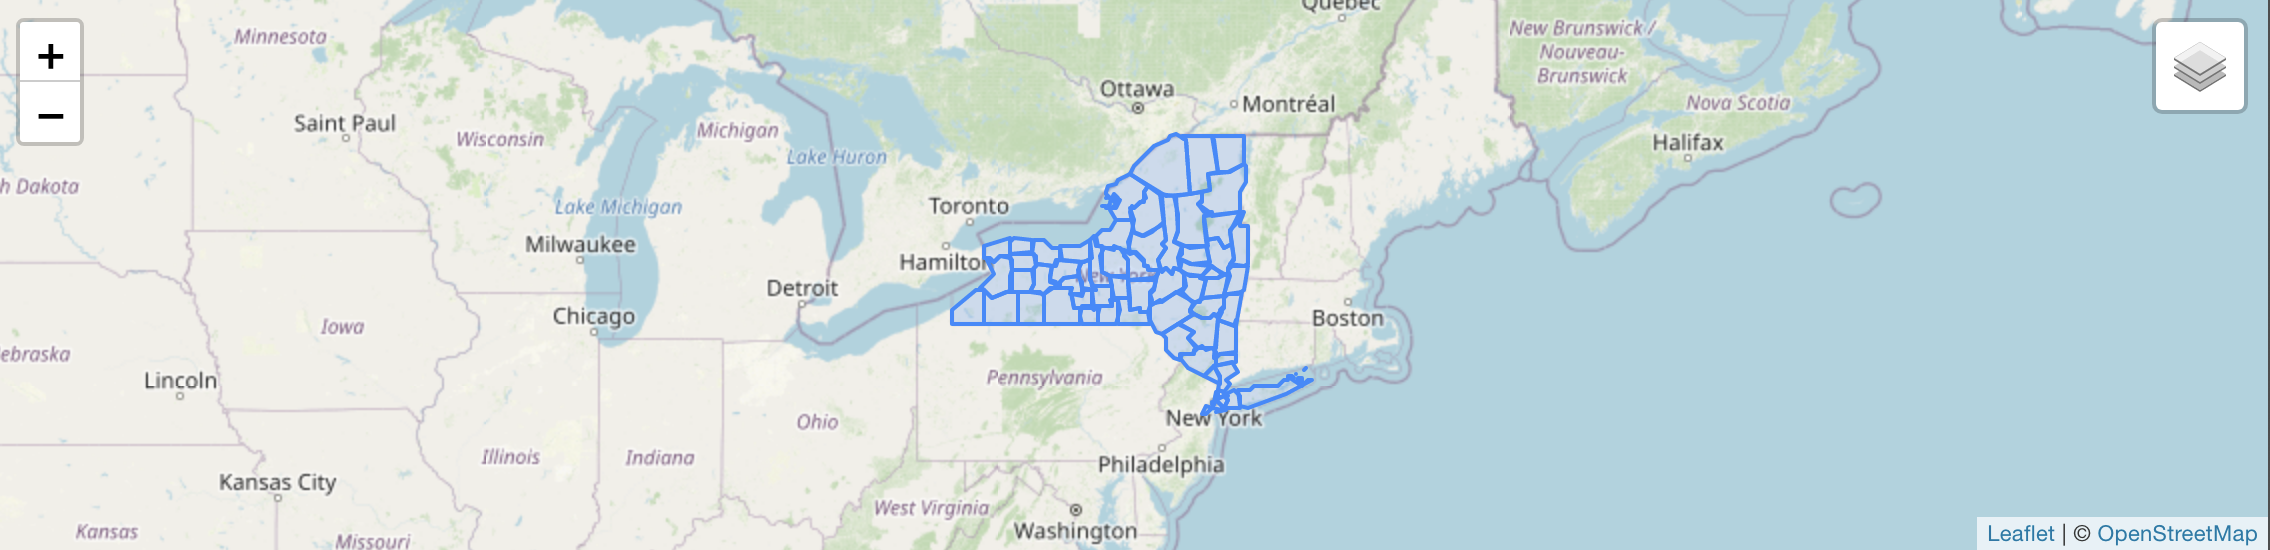 +
−
Minnesota
Saint Paul
Wisconsin
Michigan
Lake Huron
Lake Michigan
Milwaukee
Toronto
Hamilton
Detroit
Chicago
Iowa
Lincoln
Kansas City
Kansas
Missouri
Illinois
Indiana
Ohio
West Virginia
Pennsylvania
Washington
Philadelphia
New York
New York
Boston
Ottawa
Montréal
Québec
New Brunswick /
Nouveau-
Brunswick
Nova Scotia
Halifax
h Dakota
ebraska
Leaflet | © OpenStreetMap